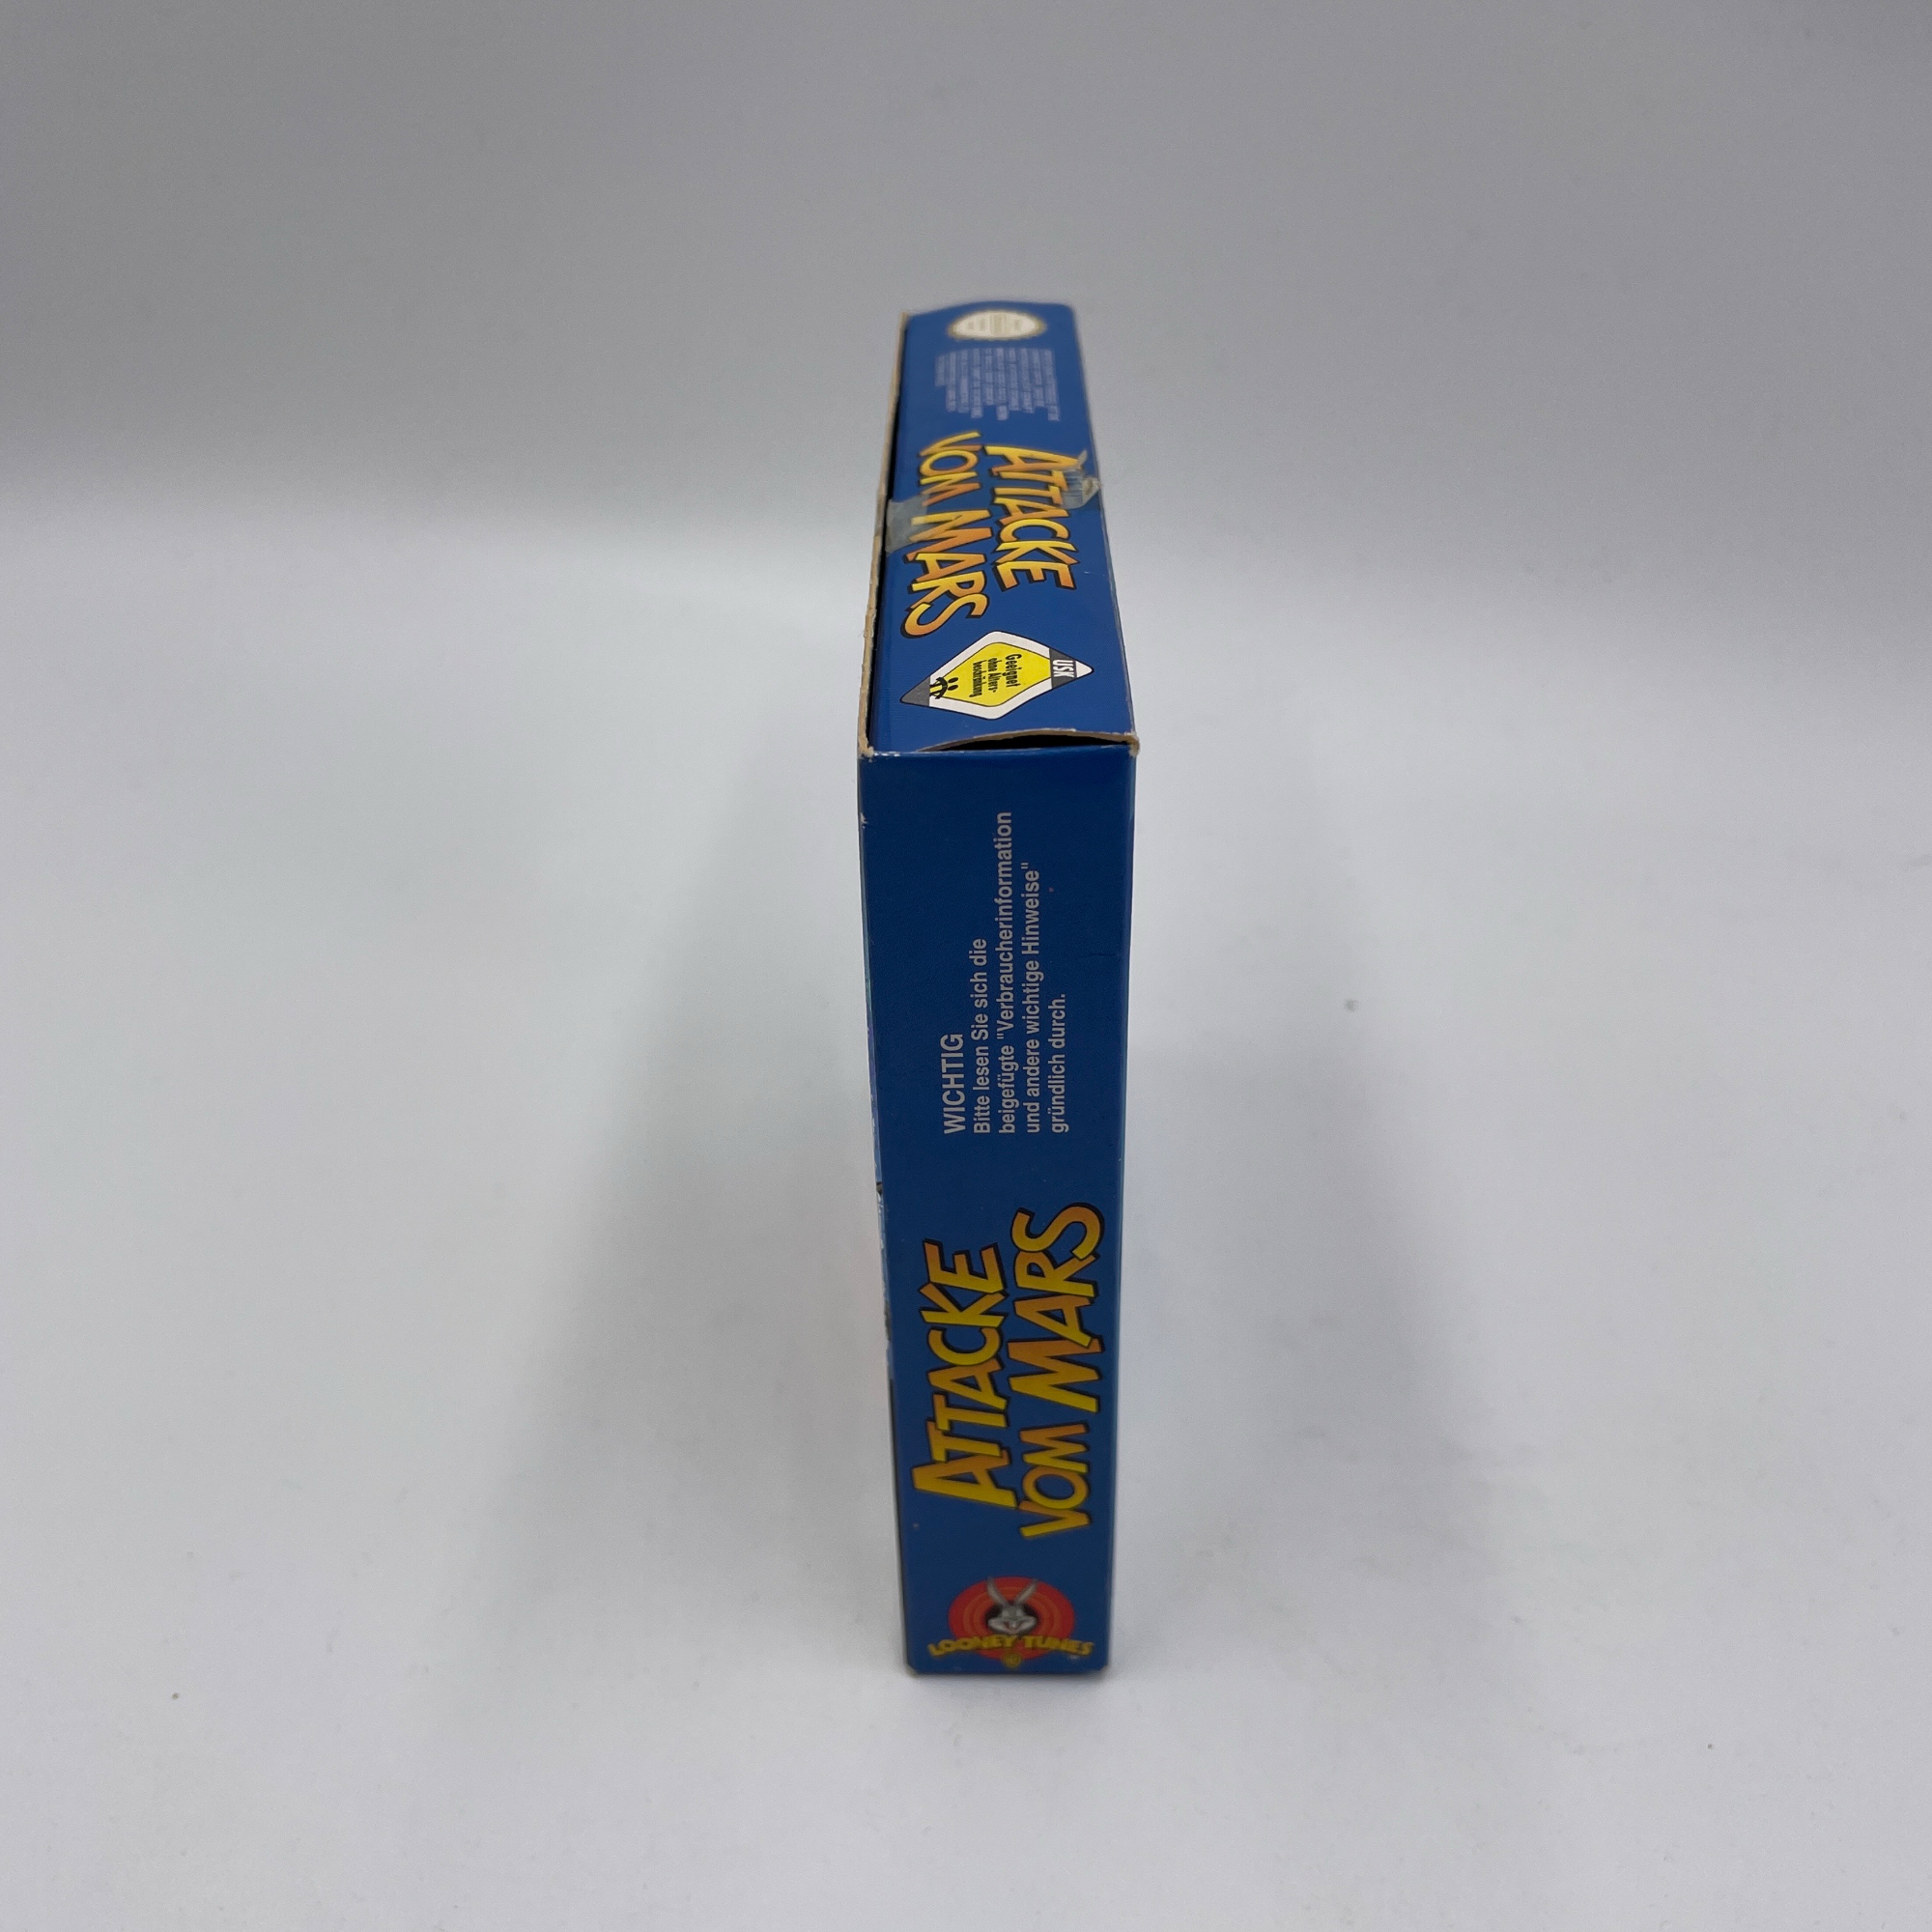 ATTACKE
VOM MARS
USK
Geeignet
ohne Alters-
beschränkung
WICHTIG
Bitte lesen Sie sich die
beigefügte "Verbraucherinformation
und andere wichtige Hinweise"
gründlich durch.
ATTACKE
VOM MARS
LOONEY TUNES